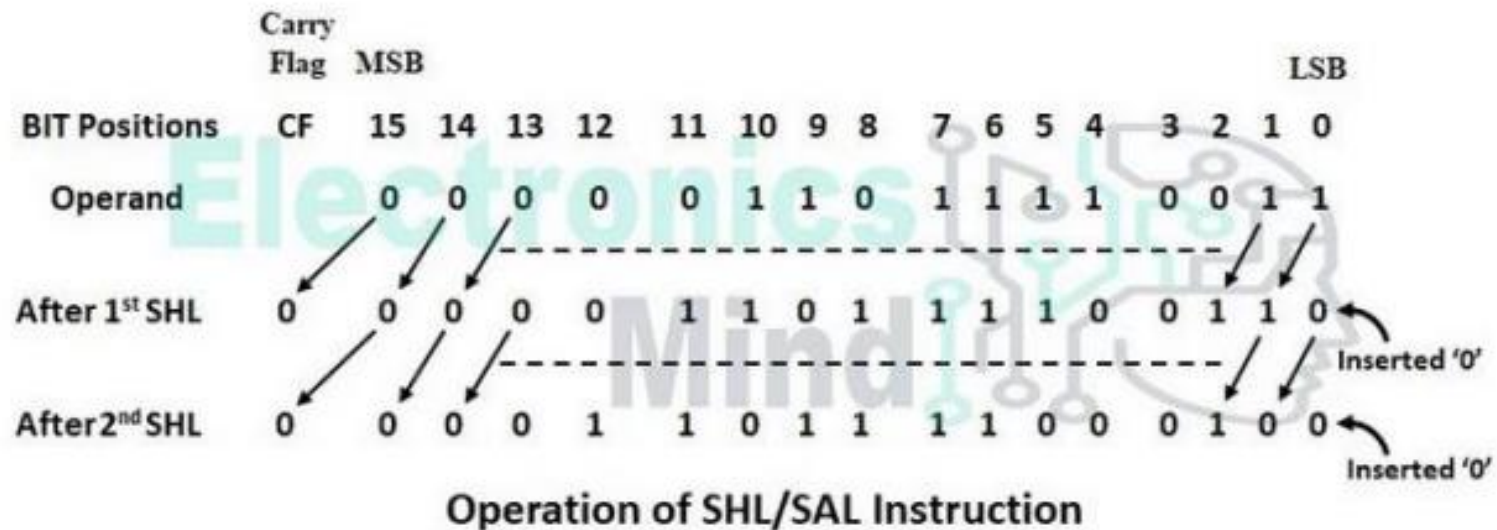 Carry
Flag MSB LSB
BIT Positions CF 15 14 13 12 11 10 9 8 7 6 5 4 3 2 1 0
Electronics
Operand 0 0 0 0 0 1 1 0 1 1 1 1 0 0 1 1
After 1st SHL 0 0 0 0 0 1 1 0 1 1 1 1 0 0 1 1 0
Mind
Inserted '0'
After 2nd SHL 0 0 0 0 1 1 0 1 1 1 1 0 0 0 1 0 0
Inserted '0'
Operation of SHL/SAL Instruction